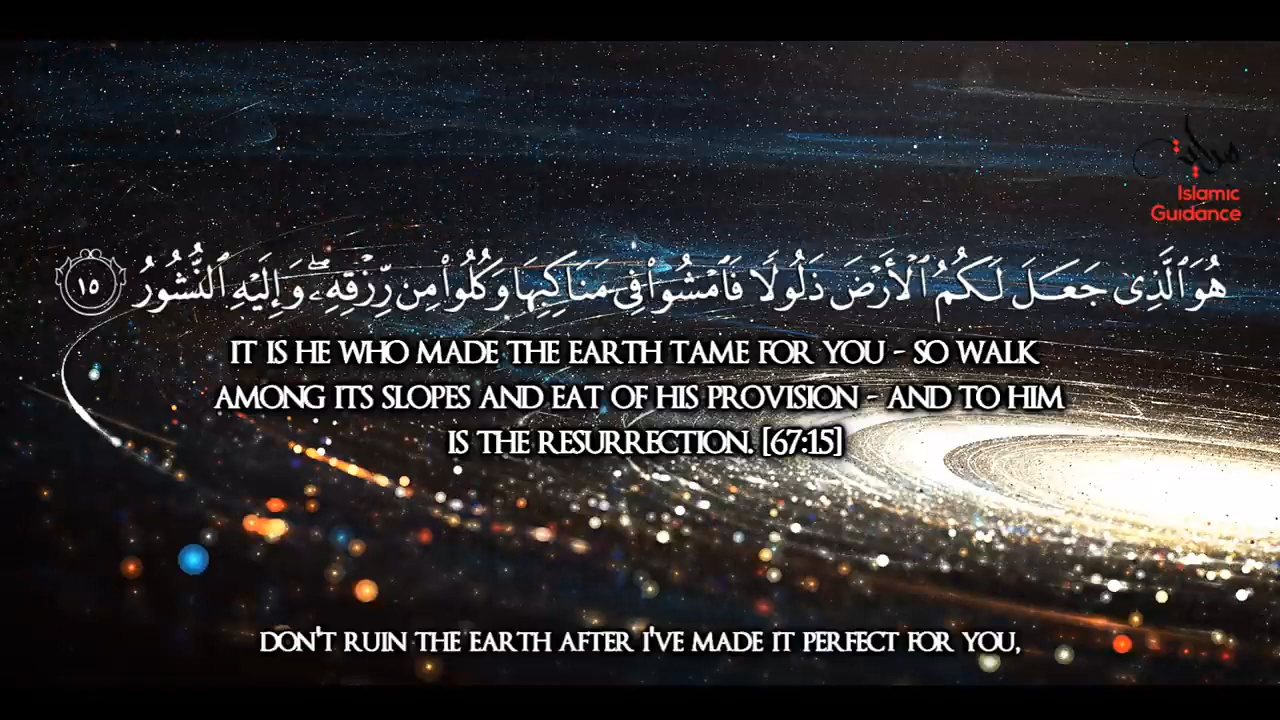 هداية
Islamic
Guidance
هُوَ ٱلَّذِى جَعَلَ لَكُمُ ٱلْأَرْضَ ذَلُولًا فَٱمْشُوا۟ فِى مَنَاكِبِهَا وَكُلُوا۟ مِن رِّزْقِهِۦ ۖ وَإِلَيْهِ ٱلنُّشُورُ ١٥
IT IS HE WHO MADE THE EARTH TAME FOR YOU - SO WALK
AMONG ITS SLOPES AND EAT OF HIS PROVISION - AND TO HIM
IS THE RESURRECTION. [67:15]
DON'T RUIN THE EARTH AFTER I'VE MADE IT PERFECT FOR YOU,